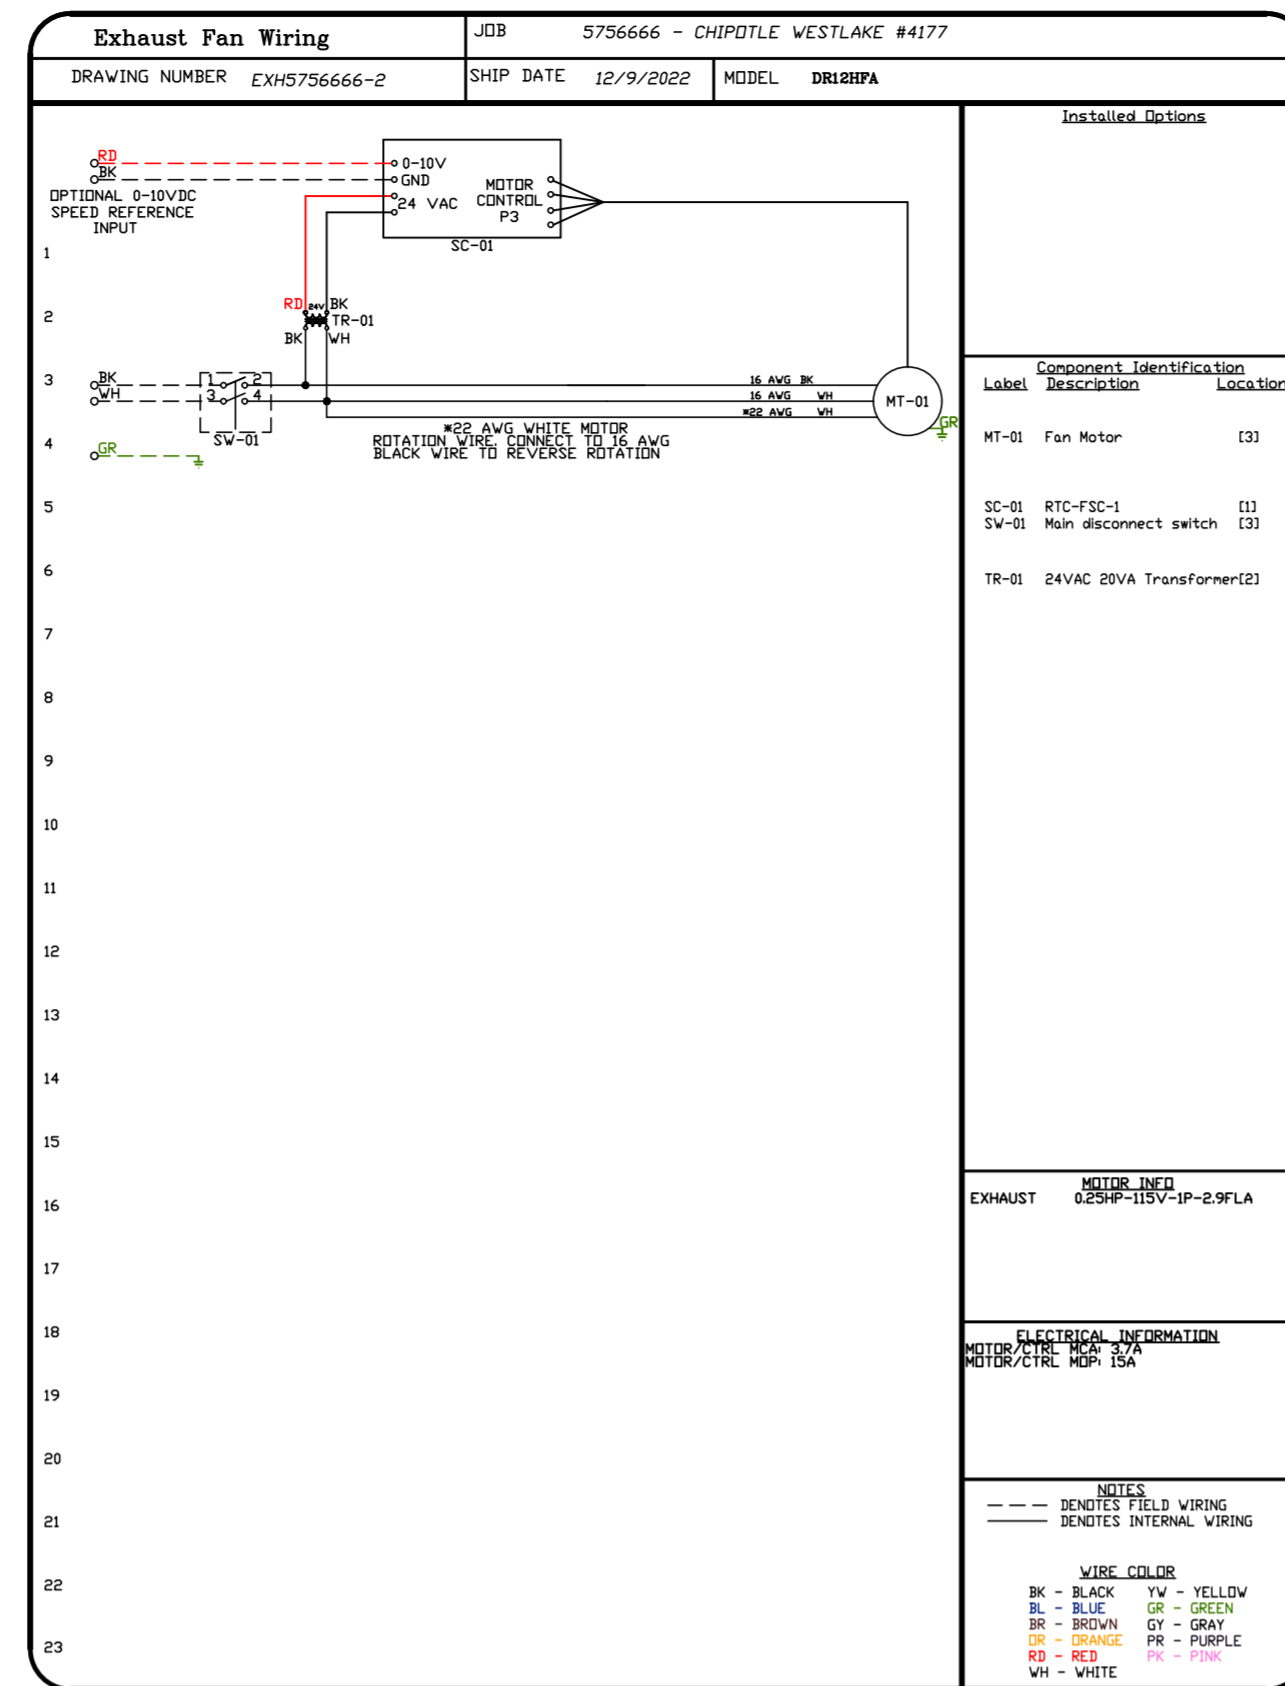 Exhaust Fan Wiring
JOB 5756666 - CHIPOTLE WESTLAKE #4177
DRAWING NUMBER EXH5756666-2
SHIP DATE 12/9/2022
MODEL DR12HFA
Installed Options
RD
BK
OPTIONAL 0-10VDC
SPEED REFERENCE
INPUT
0-10V
GND
24 VAC
MOTOR
CONTROL
P3
SC-01
RD 24V BK
TR-01
BK WH
BK
WH
1 2
3 4
SW-01
GR
16 AWG BK
16 AWG WH
*22 AWG WH
MT-01
GR
*22 AWG WHITE MOTOR
ROTATION WIRE. CONNECT TO 16 AWG
BLACK WIRE TO REVERSE ROTATION
1
2
3
4
5
6
7
8
9
10
11
12
13
14
15
16
17
18
19
20
21
22
23
Component Identification
Label Description Location
MT-01 Fan Motor [3]
SC-01 RTC-FSC-1 [1]
SW-01 Main disconnect switch [3]
TR-01 24VAC 20VA Transformer[2]
MOTOR INFO
EXHAUST 0.25HP-115V-1P-2.9FLA
ELECTRICAL INFORMATION
MOTOR/CTRL MCA: 3.7A
MOTOR/CTRL MOP: 15A
NOTES
DENOTES FIELD WIRING
DENOTES INTERNAL WIRING
WIRE COLOR
BK - BLACK YW - YELLOW
BL - BLUE GR - GREEN
BR - BROWN GY - GRAY
OR - ORANGE PR - PURPLE
RD - RED PK - PINK
WH - WHITE